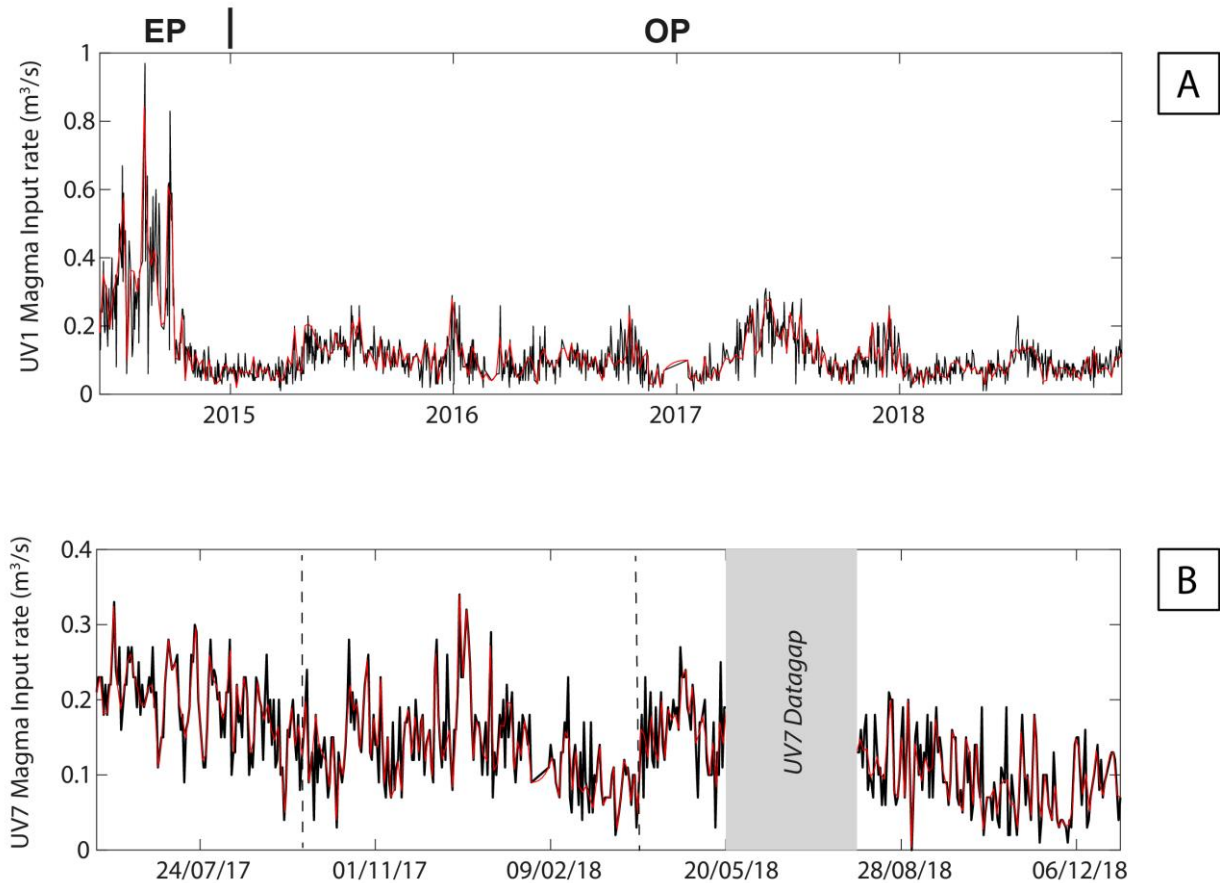 EP | OP
A
UV1 Magma Input rate (m³/s)
1
0.8
0.6
0.4
0.2
0
2015 2016 2017 2018
B
UV7 Magma Input rate (m³/s)
0.4
0.3
0.2
0.1
0
UV7 Datagap
24/07/17 01/11/17 09/02/18 20/05/18 28/08/18 06/12/18